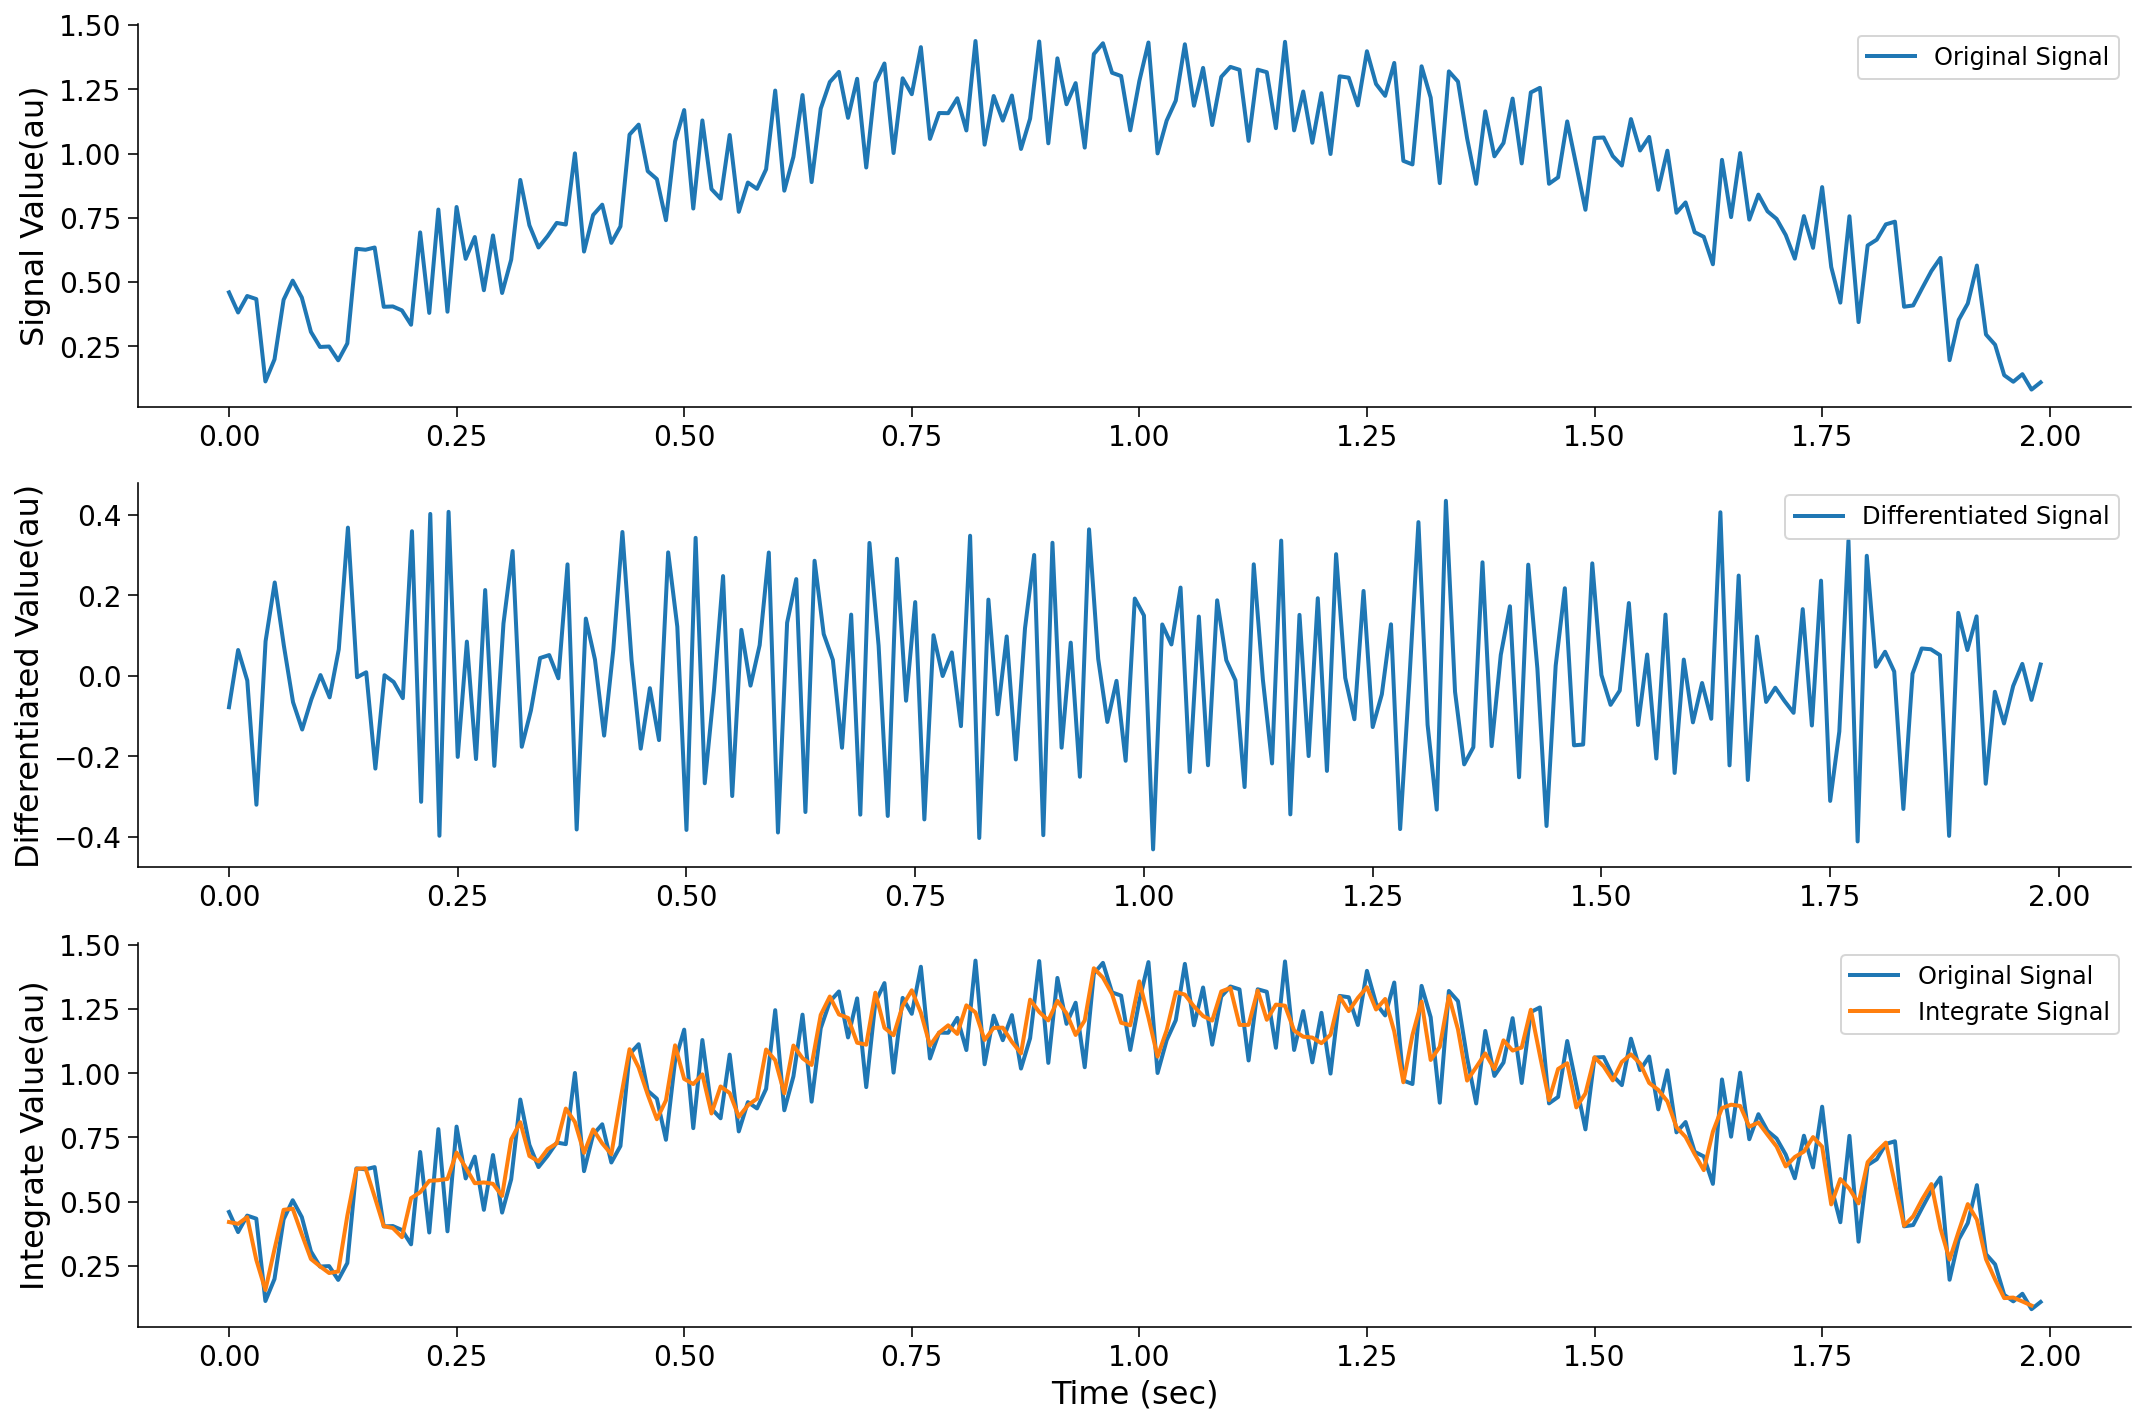 Signal Value(au)
1.50
1.25
1.00
0.75
0.50
0.25
Original Signal
0.00 0.25 0.50 0.75 1.00 1.25 1.50 1.75 2.00
Differentiated Value(au)
0.4
0.2
0.0
−0.2
−0.4
Differentiated Signal
0.00 0.25 0.50 0.75 1.00 1.25 1.50 1.75 2.00
Integrate Value(au)
1.50
1.25
1.00
0.75
0.50
0.25
Original Signal
Integrate Signal
0.00 0.25 0.50 0.75 1.00 1.25 1.50 1.75 2.00
Time (sec)